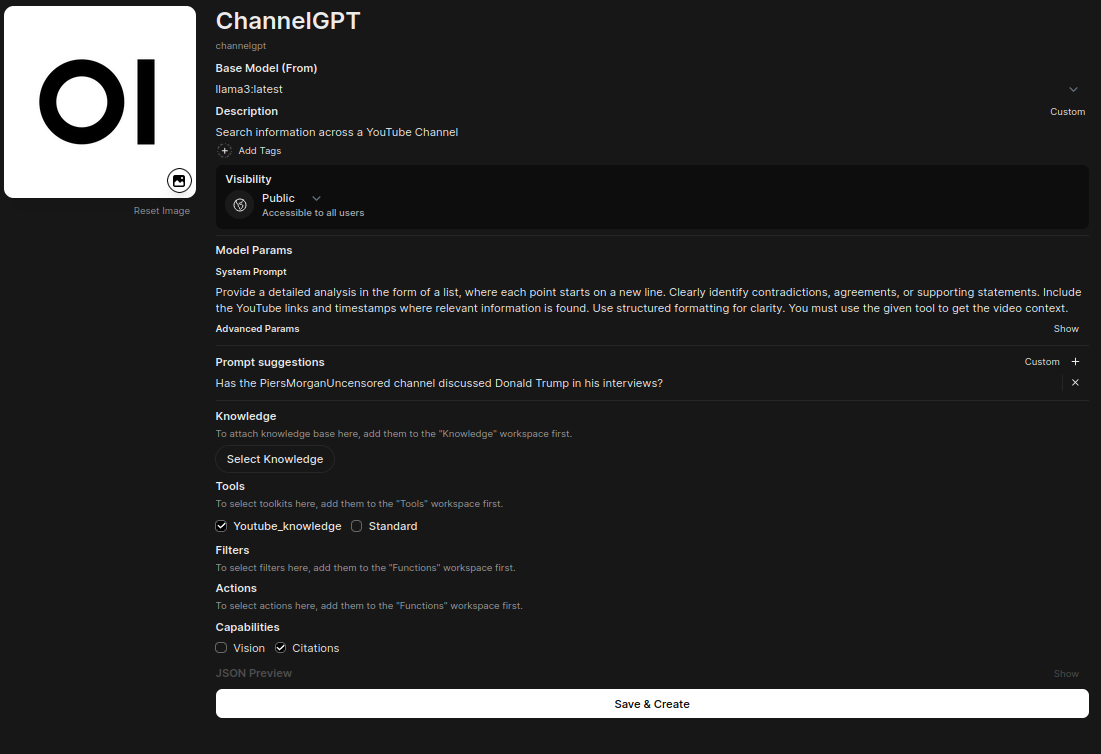 OI
ChannelGPT
channelgpt
Base Model (From)
llama3:latest
Description
Custom
Search information across a YouTube Channel
Add Tags
Visibility
Public
Accessible to all users
Reset Image
Model Params
System Prompt
Provide a detailed analysis in the form of a list, where each point starts on a new line. Clearly identify contradictions, agreements, or supporting statements. Include
the YouTube links and timestamps where relevant information is found. Use structured formatting for clarity. You must use the given tool to get the video context.
Advanced Params
Show
Prompt suggestions
Custom
Has the PiersMorganUncensored channel discussed Donald Trump in his interviews?
Knowledge
To attach knowledge base here, add them to the "Knowledge" workspace first.
Select Knowledge
Tools
To select toolkits here, add them to the "Tools" workspace first.
Youtube_knowledge Standard
Filters
To select filters here, add them to the "Functions" workspace first.
Actions
To select actions here, add them to the "Functions" workspace first.
Capabilities
Vision Citations
JSON Preview
Show
Save & Create